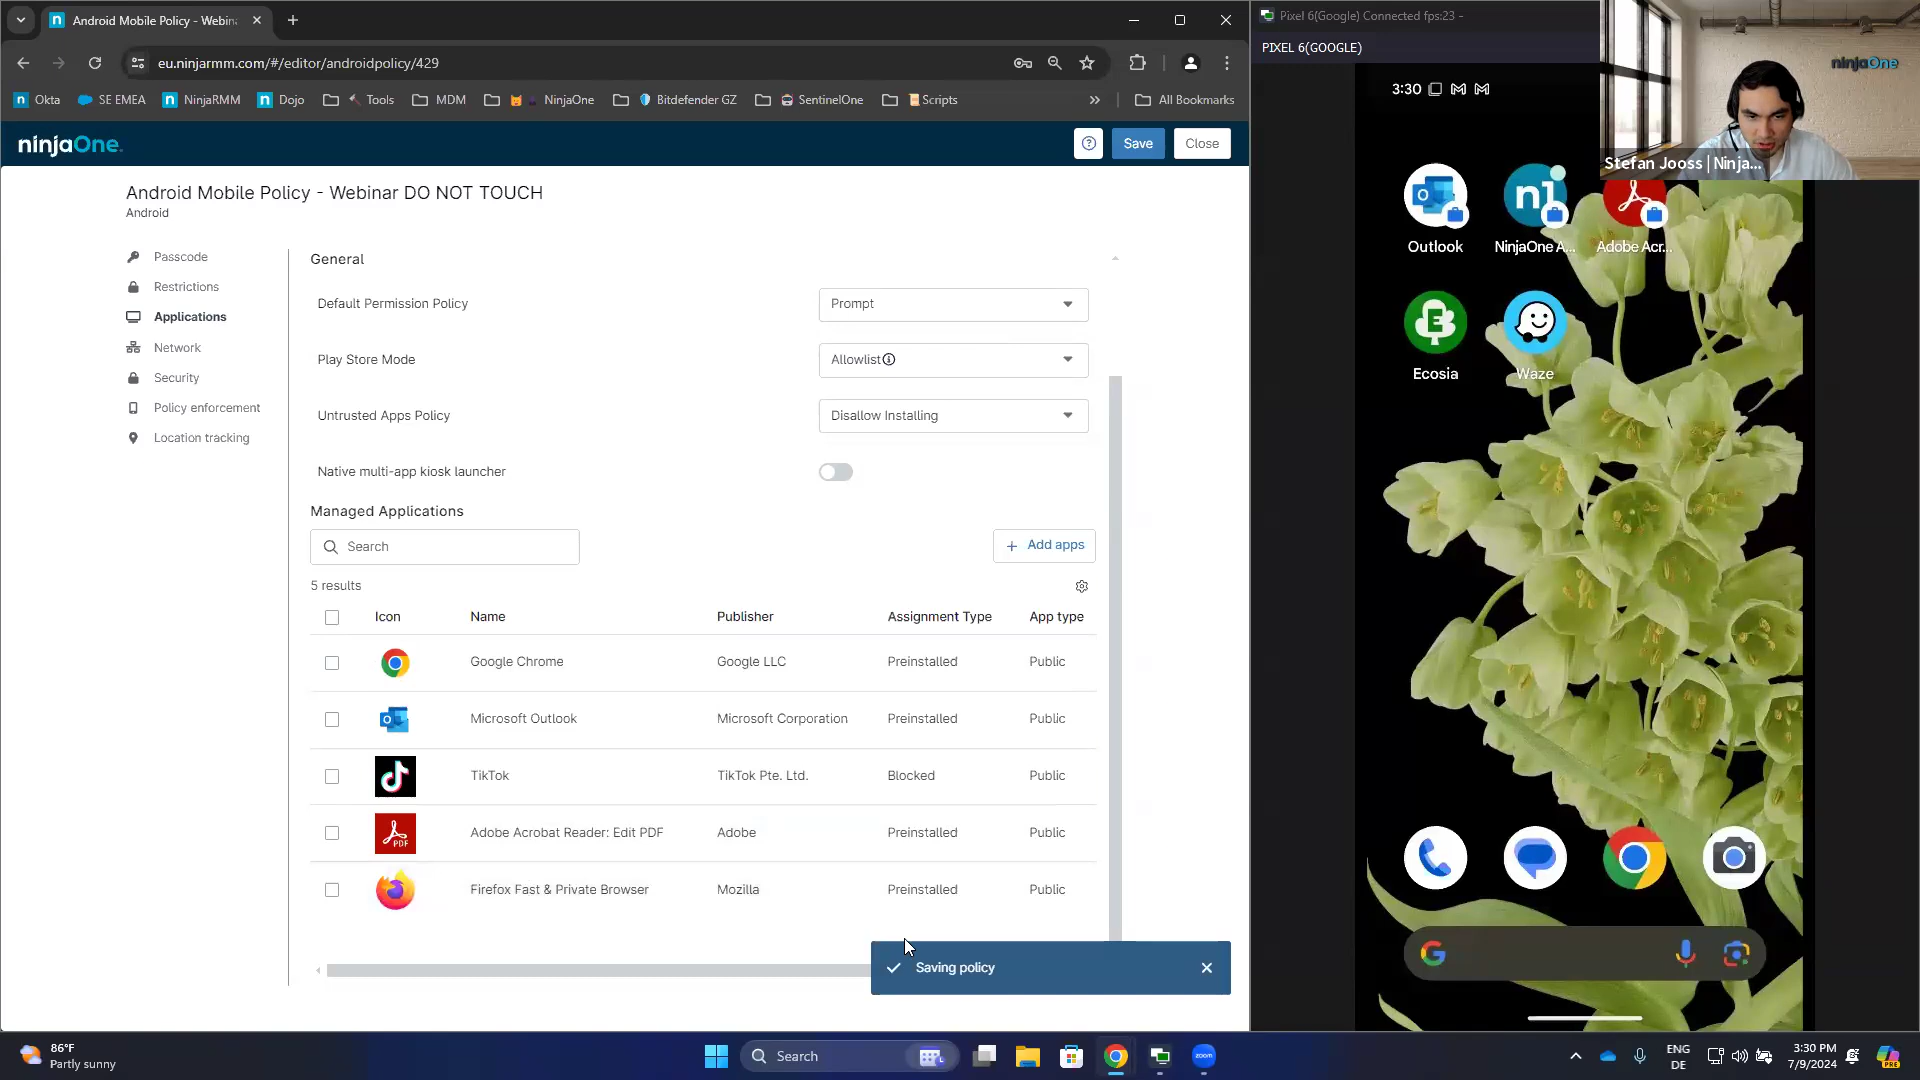 Android Mobile Policy - Webin
eu.ninjarmm.com/#/editor/androidpolicy/429
Okta
SE EMEA
NinjaRMM
Dojo
Tools
MDM
NinjaOne
Bitdefender GZ
SentinelOne
Scripts
All Bookmarks
ninjaOne.
Save
Close
Android Mobile Policy - Webinar DO NOT TOUCH
Android
Passcode
Restrictions
Applications
Network
Security
Policy enforcement
Location tracking
General
Default Permission Policy
Prompt
Play Store Mode
Allowlist
Untrusted Apps Policy
Disallow Installing
Native multi-app kiosk launcher
Managed Applications
Search
+ Add apps
5 results
Icon Name Publisher Assignment Type App type
Google Chrome Google LLC Preinstalled Public
Microsoft Outlook Microsoft Corporation Preinstalled Public
TikTok TikTok Pte. Ltd. Blocked Public
Adobe Acrobat Reader: Edit PDF Adobe Preinstalled Public
Firefox Fast & Private Browser Mozilla Preinstalled Public
Saving policy
Pixel 6(Google) Connected fps:23 -
PIXEL 6(GOOGLE)
3:30
ninjaOne
Stefan Jooss | Ninja...
Outlook
NinjaOne A...
Adobe Acr...
Ecosia
Waze
86°F
Partly sunny
Search
zoom
ENG
DE
3:30 PM
7/9/2024
PRE